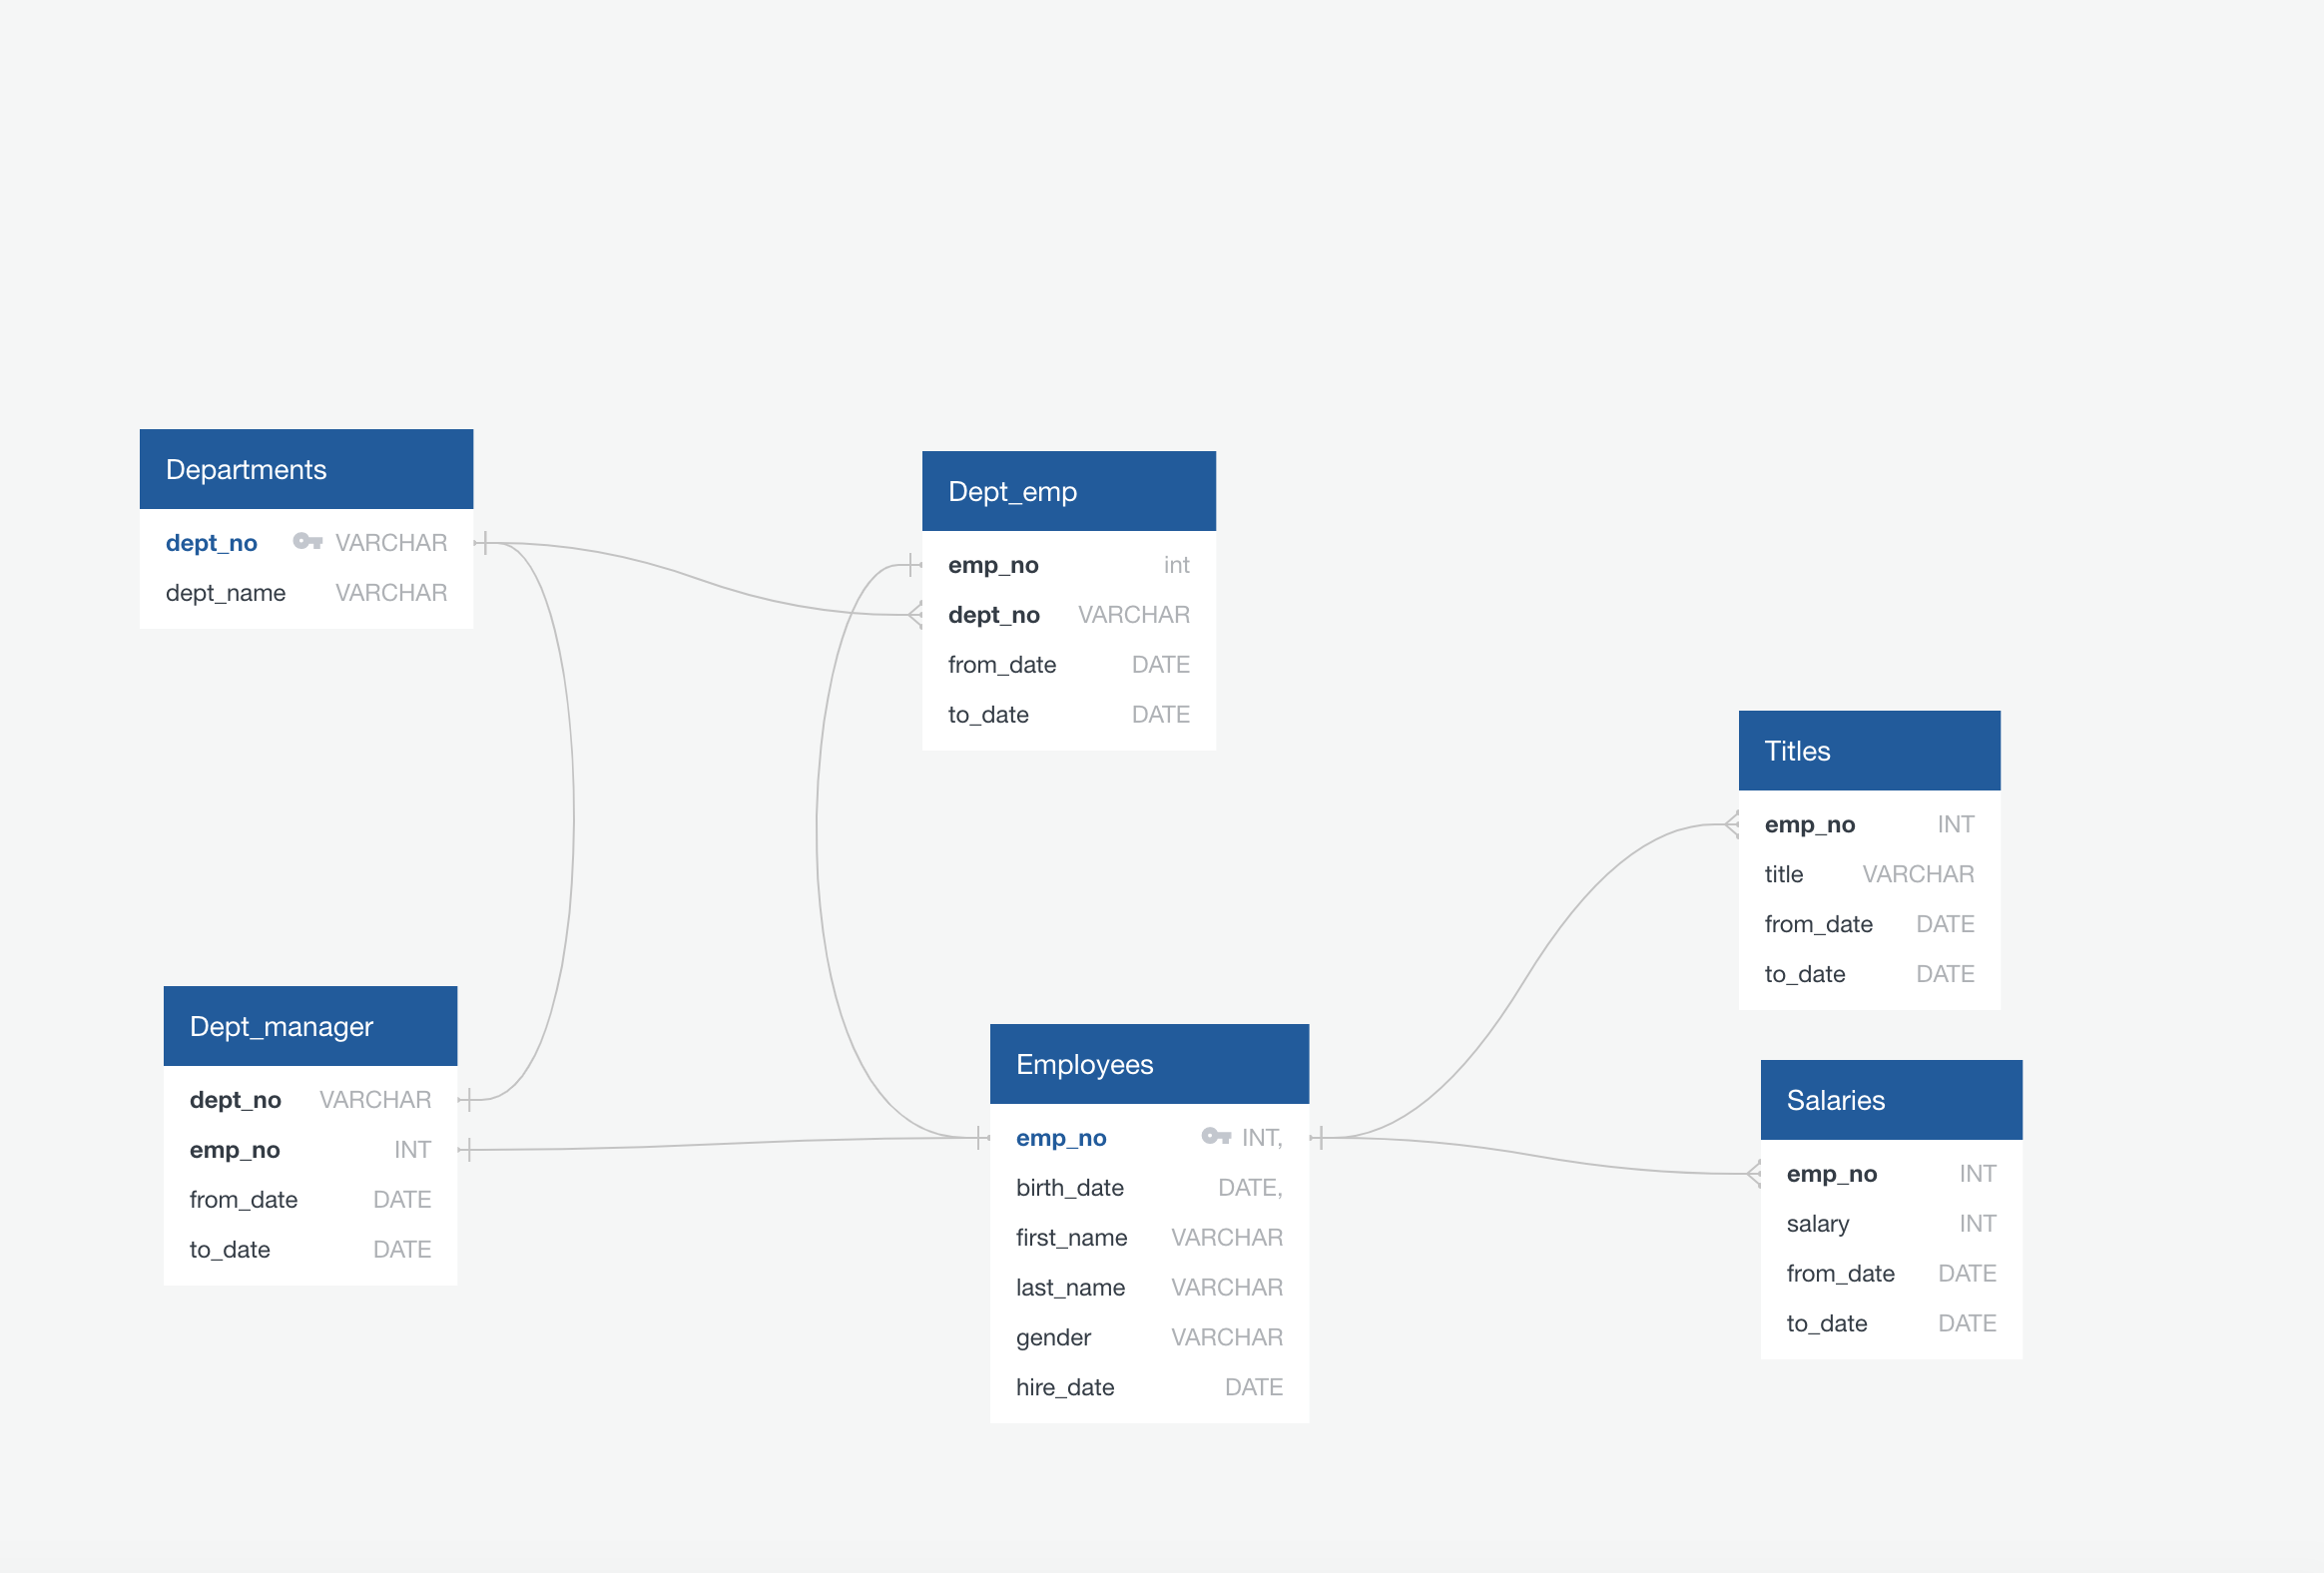 Departments
dept_no VARCHAR
dept_name VARCHAR
Dept_emp
emp_no int
dept_no VARCHAR
from_date DATE
to_date DATE
Titles
emp_no INT
title VARCHAR
from_date DATE
to_date DATE
Dept_manager
dept_no VARCHAR
emp_no INT
from_date DATE
to_date DATE
Employees
emp_no INT,
birth_date DATE,
first_name VARCHAR
last_name VARCHAR
gender VARCHAR
hire_date DATE
Salaries
emp_no INT
salary INT
from_date DATE
to_date DATE